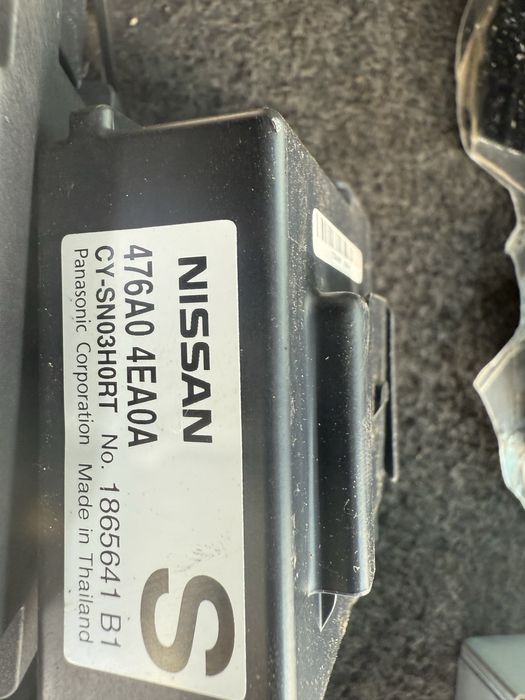 NISSAN
476A0 4EA0A
CY-SN03H0RT No. 1865641 B1
Panasonic Corporation Made in Thailand
S